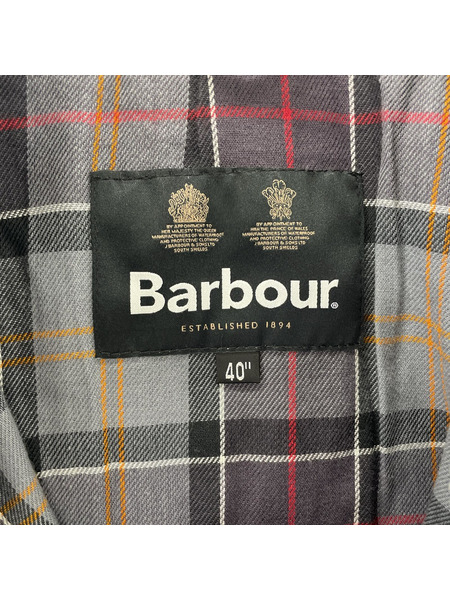 BY APPOINTMENT TO
HER MAJESTY THE QUEEN
MANUFACTURERS OF WATERPROOF
AND PROTECTIVE CLOTHING
J BARBOUR & SONS LTD
SOUTH SHIELDS
BY APPOINTMENT TO
HRH THE PRINCE OF WALES
MANUFACTURERS OF WATERPROOF
AND PROTECTIVE CLOTHING
J BARBOUR & SONS LTD
SOUTH SHIELDS
Barbour®
ESTABLISHED 1894
40"